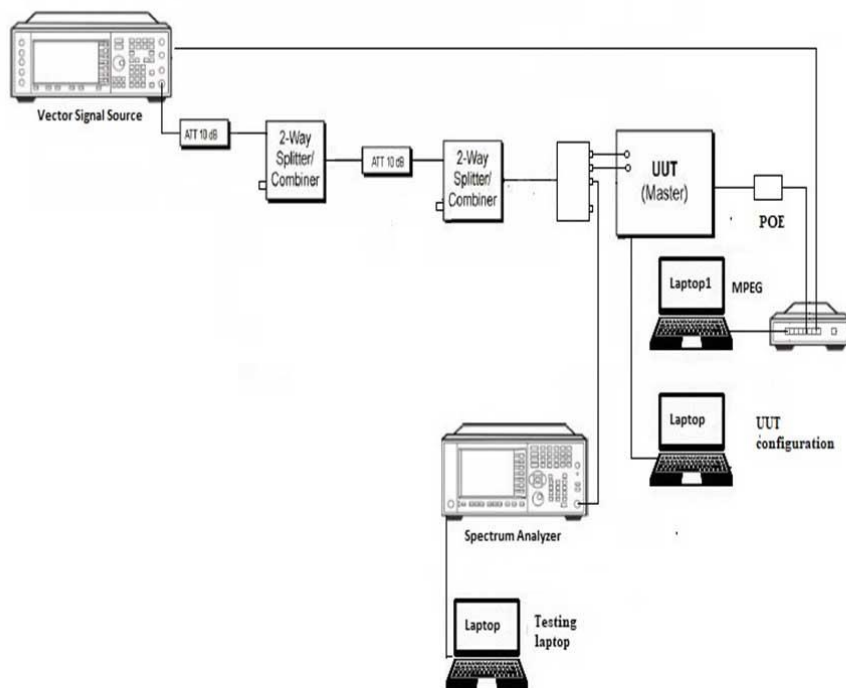 Vector Signal Source
ATT 10 dB
2-Way
Splitter/
Combiner
ATT 10 dB
2-Way
Splitter/
Combiner
UUT
(Master)
POE
Laptop1
MPEG
Laptop
UUT
configuration
Spectrum Analyzer
Laptop
Testing
laptop